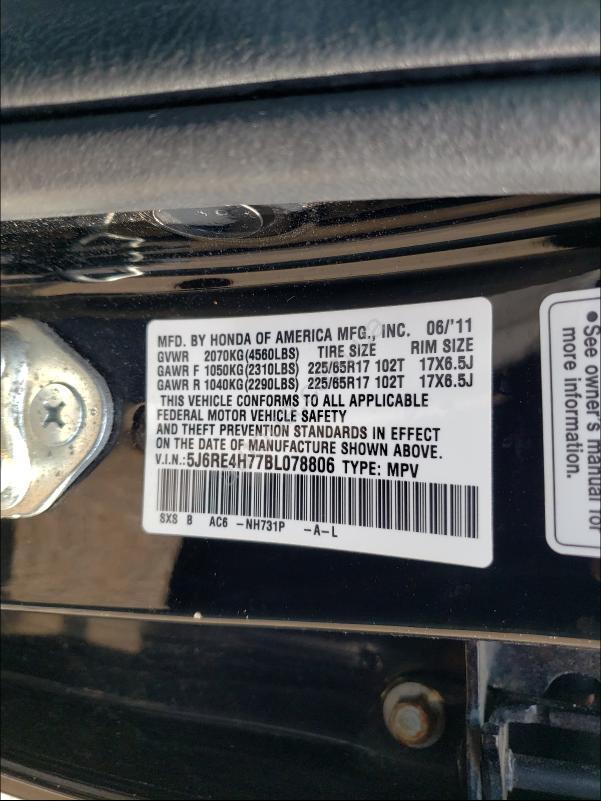 MFD. BY HONDA OF AMERICA MFG., INC. 06/'11
GVWR 2070KG(4560LBS) TIRE SIZE RIM SIZE
GAWR F 1050KG(2310LBS) 225/65R17 102T 17X6.5J
GAWR R 1040KG(2290LBS) 225/65R17 102T 17X6.5J
THIS VEHICLE CONFORMS TO ALL APPLICABLE
FEDERAL MOTOR VEHICLE SAFETY
AND THEFT PREVENTION STANDARDS IN EFFECT
ON THE DATE OF MANUFACTURE SHOWN ABOVE.
V.I.N.: 5J6RE4H77BL078806 TYPE: MPV
SXS B AC6 -NH731P -A-L
•See owner's
manual for
more
information.